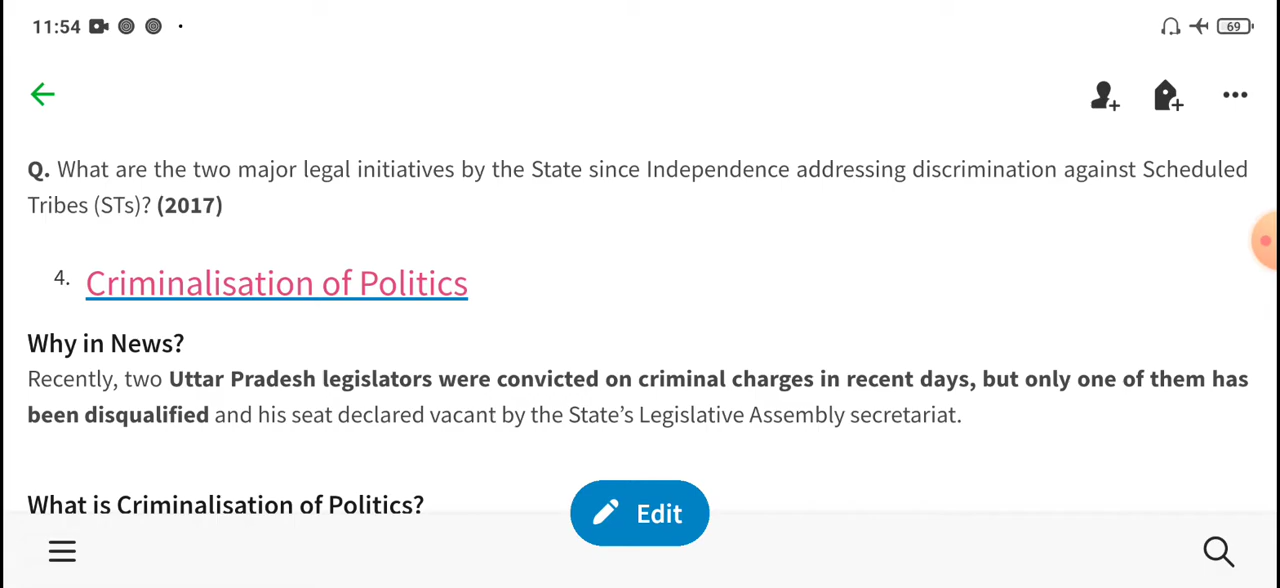 11:54
69
Q. What are the two major legal initiatives by the State since Independence addressing discrimination against Scheduled
Tribes (STs)? (2017)
4. Criminalisation of Politics
Why in News?
Recently, two Uttar Pradesh legislators were convicted on criminal charges in recent days, but only one of them has
been disqualified and his seat declared vacant by the State’s Legislative Assembly secretariat.
What is Criminalisation of Politics?
Edit